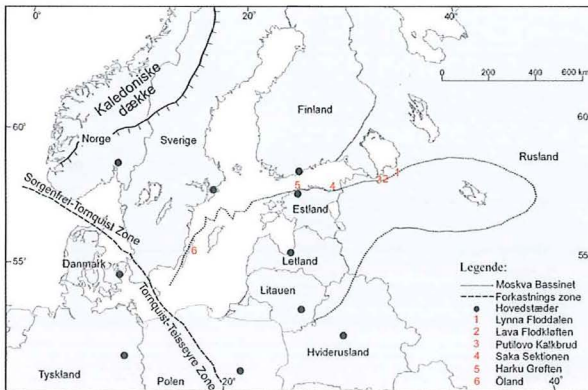 0°
20°
40°
Kaledoniske
dække
Finland
0 200 400 600 km
60°
60
Norge
Sverige
Rusland
1
32
5
4
Estland
Sorgenfrei-Tornquist Zone
6
Letland
55
55°
Danmark
Litauen
Tornquist-Teisseyre Zone
Hviderusland
Tyskland
Polen
20°
40°
Legende:
Moskva Bassinet
Forkastnings zone
Hovedstæder
1 Lynna Floddalen
2 Lava Flodkløften
3 Putilovo Kalkbrud
4 Saka Sektionen
5 Harku Grøften
6 Öland